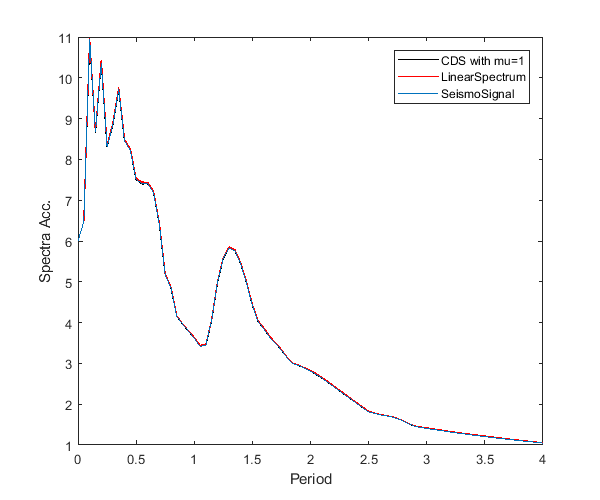 11
10
9
8
7
6
5
4
3
2
1
Spectra Acc.
CDS with mu=1
LinearSpectrum
SeismoSignal
0 0.5 1 1.5 2 2.5 3 3.5 4
Period